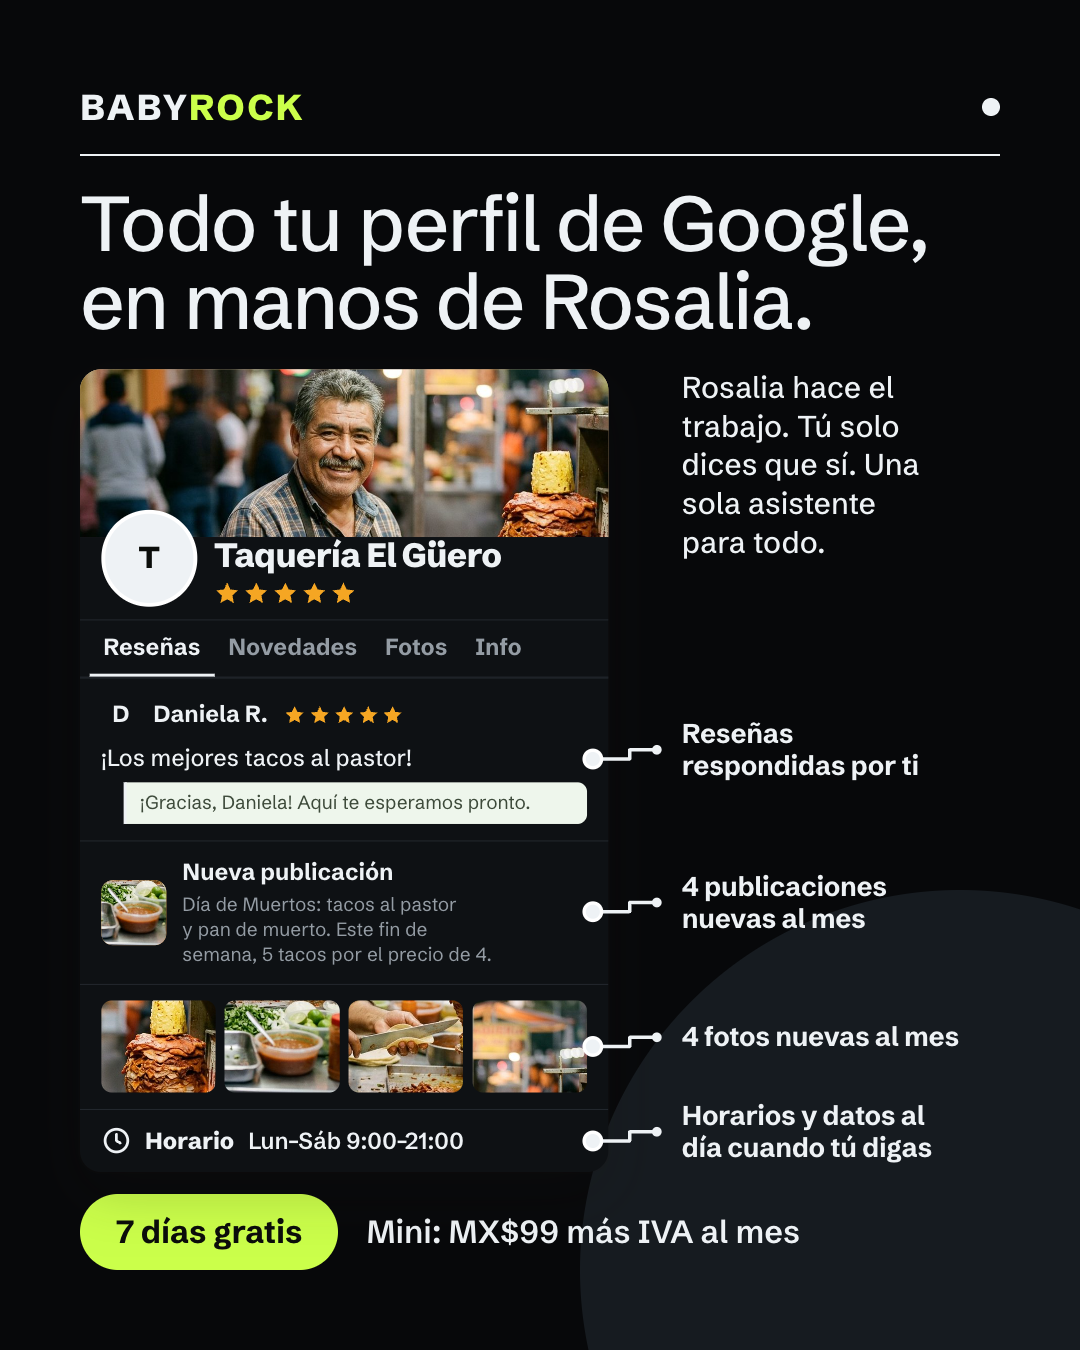 BABYROCK
Todo tu perfil de Google,
en manos de Rosalia.
Rosalia hace el
trabajo. Tú solo
dices que sí. Una
sola asistente
para todo.
T
Taquería El Güero
Reseñas Novedades Fotos Info
D Daniela R.
¡Los mejores tacos al pastor!
¡Gracias, Daniela! Aquí te esperamos pronto.
Reseñas
respondidas por ti
Nueva publicación
Día de Muertos: tacos al pastor
y pan de muerto. Este fin de
semana, 5 tacos por el precio de 4.
4 publicaciones
nuevas al mes
4 fotos nuevas al mes
Horario Lun–Sáb 9:00–21:00
Horarios y datos al
día cuando tú digas
7 días gratis
Mini: MX$99 más IVA al mes